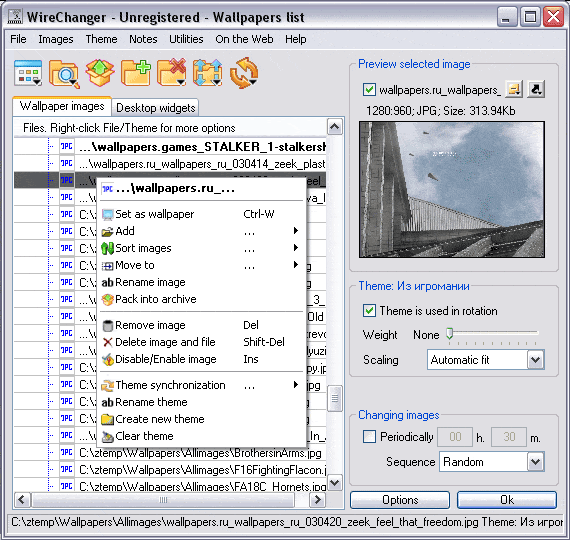 WireChanger - Unregistered - Wallpapers list
File Images Theme Notes Utilities On the Web Help
Wallpaper images Desktop widgets
Files. Right-click File/Theme for more options
...\wallpapers.games_STALKER_1-stalkersh
...\wallpapers.ru_wallpapers_ru_030414_zeek_plast
...\wallpapers.ru_...
Set as wallpaper Ctrl-W
Add ...
Sort images ...
Move to ...
Rename image
Pack into archive
Remove image Del
Delete image and file Shift-Del
Disable/Enable image Ins
Theme synchronization ...
Rename theme
Create new theme
Clear theme
C:\ztemp\Wallpapers\Allimages\BrothersinArms.jpg
C:\ztemp\Wallpapers\Allimages\F16FightingFlacon.
C:\ztemp\Wallpapers\Allimages\FA18C_Hornets.jpg
Preview selected image
wallpapers.ru_wallpapers_
1280:960; JPG; Size: 313.94Kb
Theme: Из игромании
Theme is used in rotation
Weight None
Scaling Automatic fit
Changing images
Periodically 00 h. 30 m.
Sequence Random
Options Ok
C:\ztemp\Wallpapers\Allimages\wallpapers.ru_wallpapers_ru_030420_zeek_feel_that_freedom.jpg Theme: Из игром